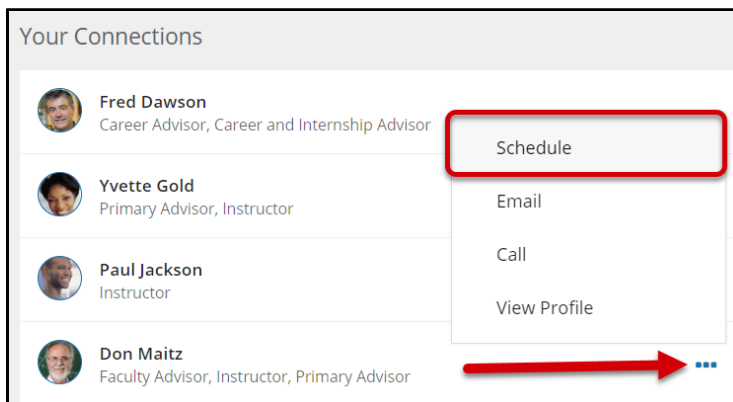 Your Connections
Fred Dawson
Career Advisor, Career and Internship Advisor
Yvette Gold
Primary Advisor, Instructor
Paul Jackson
Instructor
Don Maitz
Faculty Advisor, Instructor, Primary Advisor
Schedule
Email
Call
View Profile